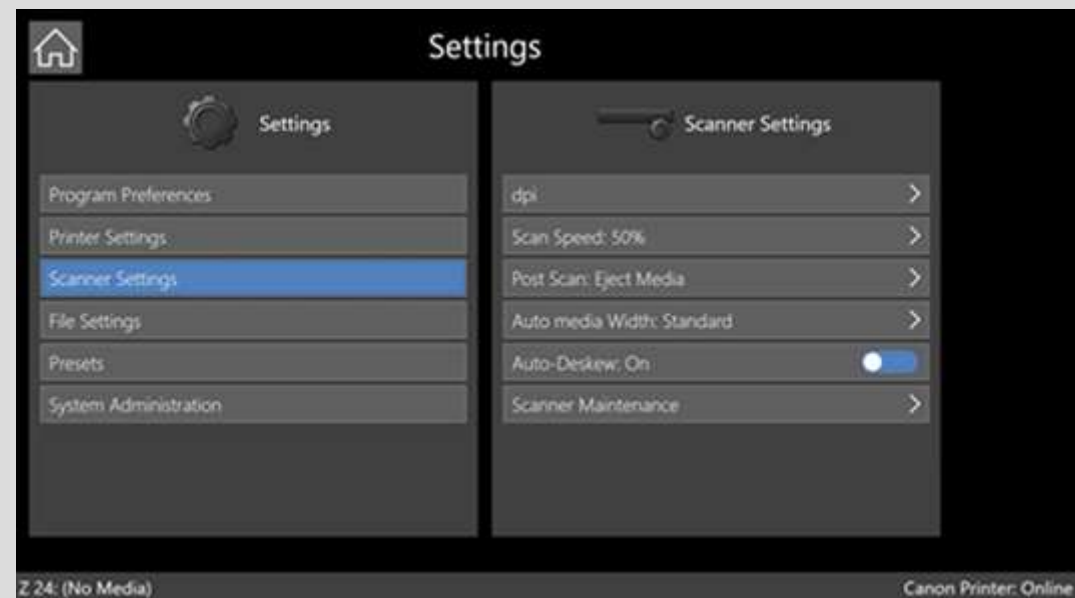 Settings
Settings
Program Preferences
Printer Settings
Scanner Settings
File Settings
Presets
System Administration
Scanner Settings
dpi
Scan Speed: 50%
Post Scan: Eject Media
Auto media Width: Standard
Auto-Deskew: On
Scanner Maintenance
Z 24: (No Media)
Canon Printer: Online